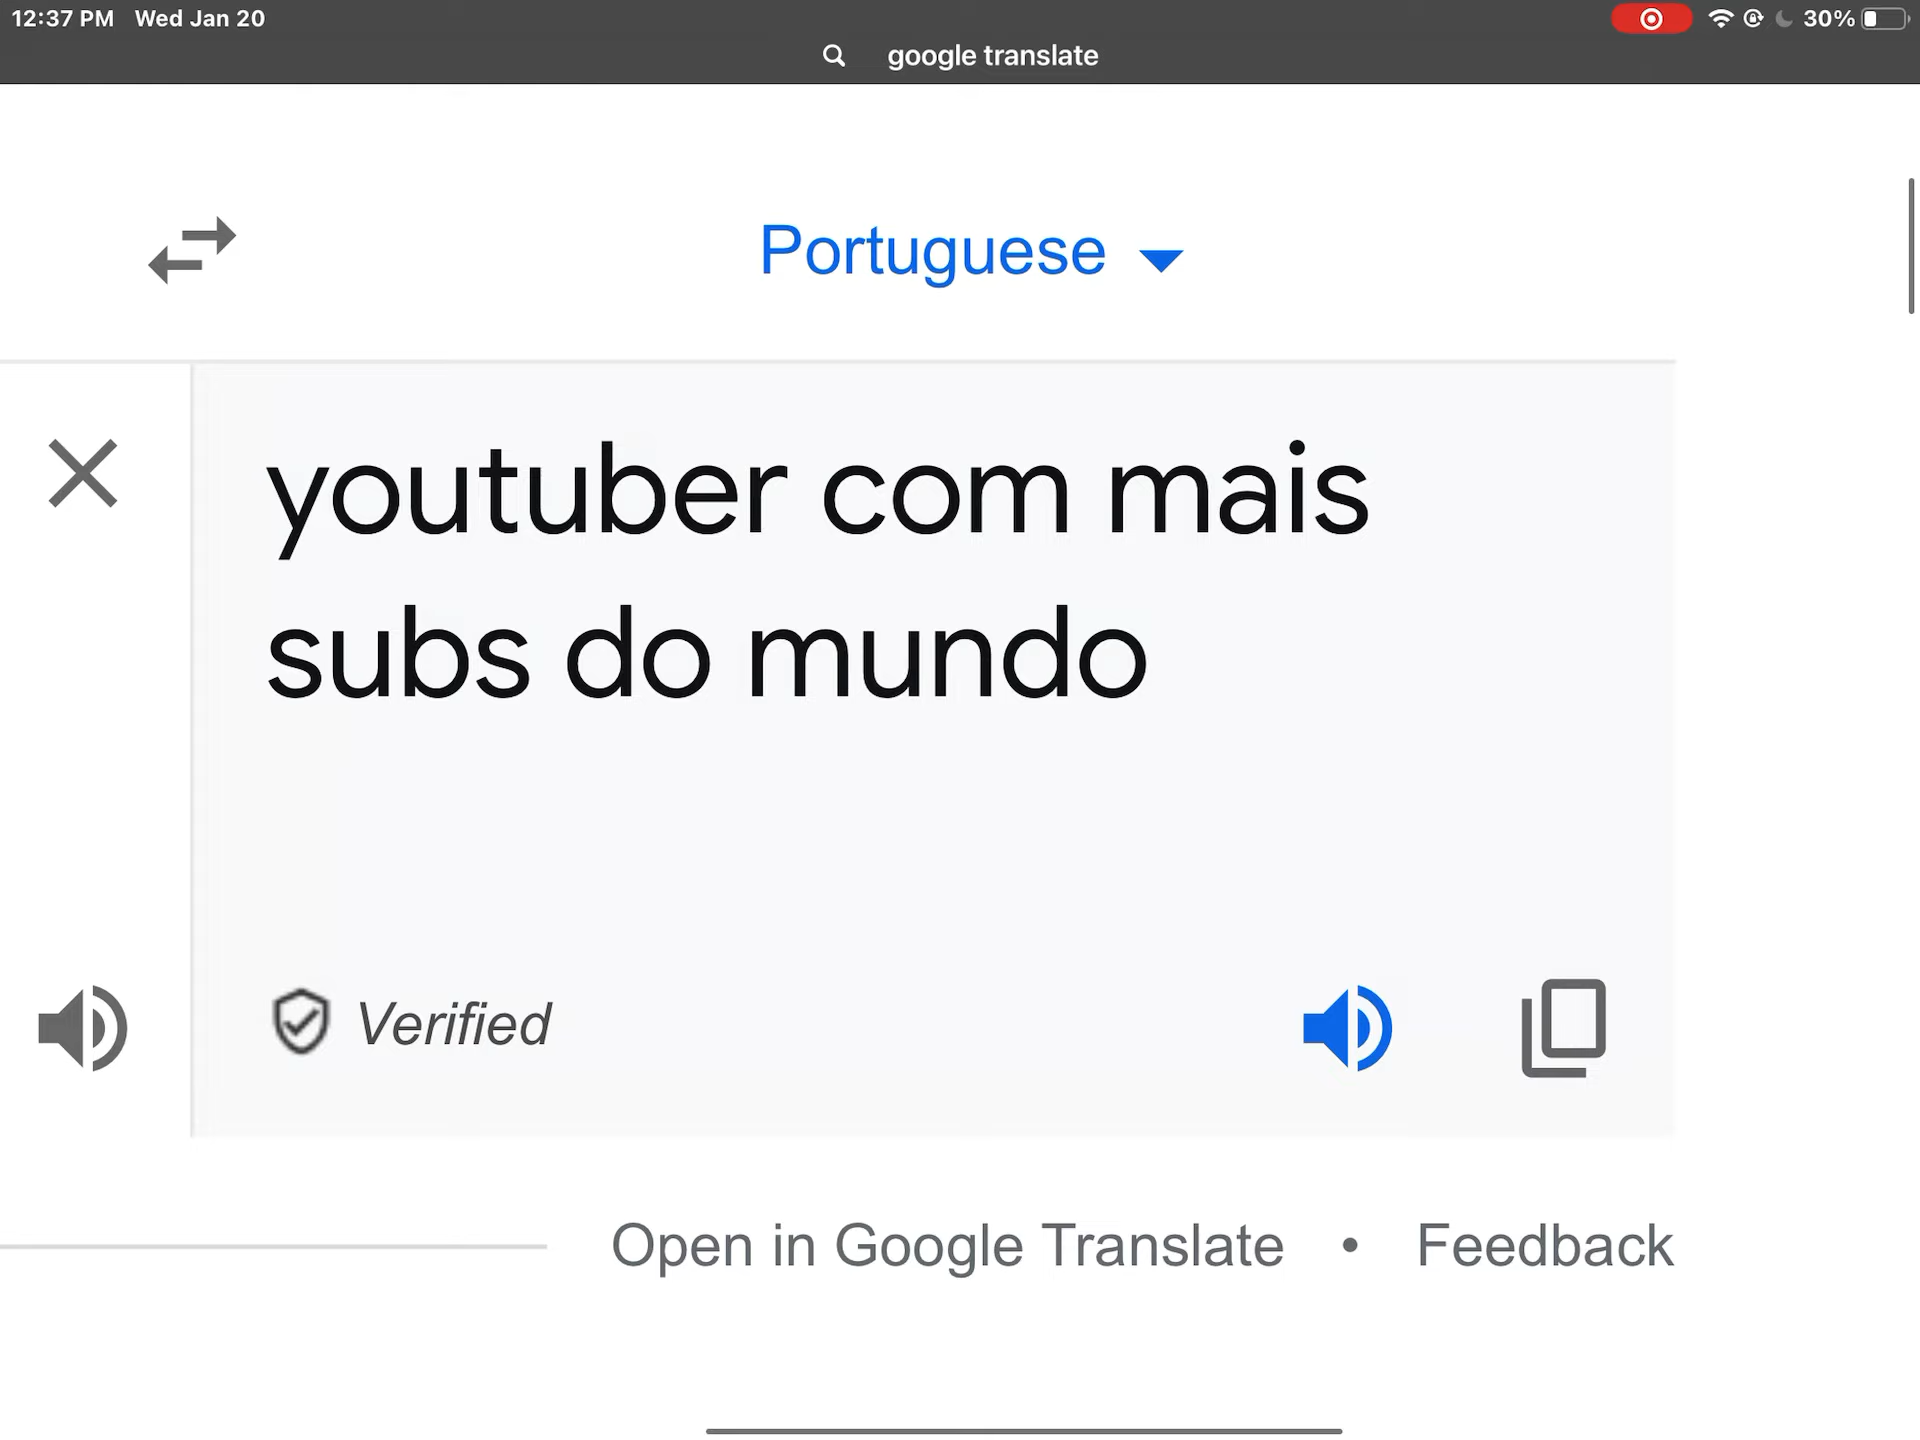 12:37 PM Wed Jan 20 30%
google translate
Portuguese
youtuber com mais
subs do mundo
Verified
Open in Google Translate • Feedback